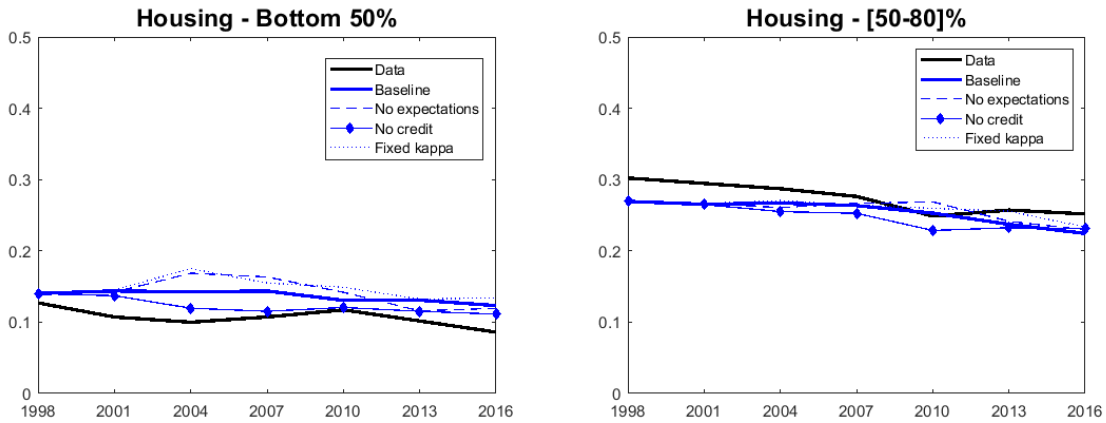 Housing - Bottom 50%
0.5
0.4
0.3
0.2
0.1
0
1998 2001 2004 2007 2010 2013 2016
Data
Baseline
No expectations
No credit
Fixed kappa
Housing - [50-80]%
0.5
0.4
0.3
0.2
0.1
0
1998 2001 2004 2007 2010 2013 2016
Data
Baseline
No expectations
No credit
Fixed kappa